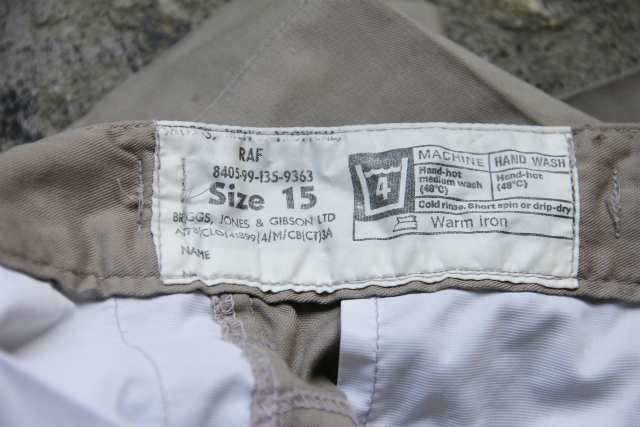 RAF
8405-99-135-9363
Size 15
BRIGGS, JONES & GIBSON LTD
NAME
4
MACHINE
Hand-hot
medium wash
(48°C)
HAND WASH
Hand-hot
(48°C)
Cold rinse. Short spin or drip-dry
Warm iron